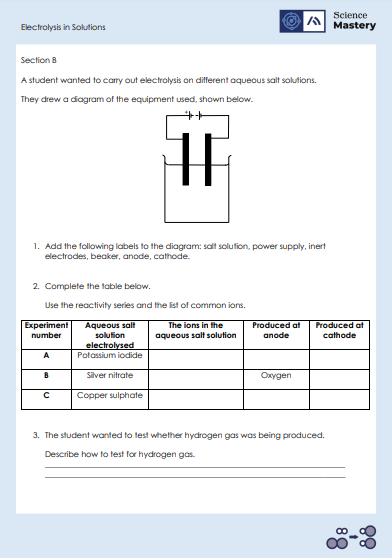 Electrolysis in Solutions
Science
Mastery
Section B
A student wanted to carry out electrolysis on different aqueous salt solutions.
They drew a diagram of the equipment used, shown below.
1. Add the following labels to the diagram: salt solution, power supply, inert
electrodes, beaker, anode, cathode.
2. Complete the table below.
Use the reactivity series and the list of common ions.
Experiment number Aqueous salt solution electrolysed The ions in the aqueous salt solution Produced at anode Produced at cathode
A Potassium iodide
B Silver nitrate Oxygen
C Copper sulphate
3. The student wanted to test whether hydrogen gas was being produced.
Describe how to test for hydrogen gas.